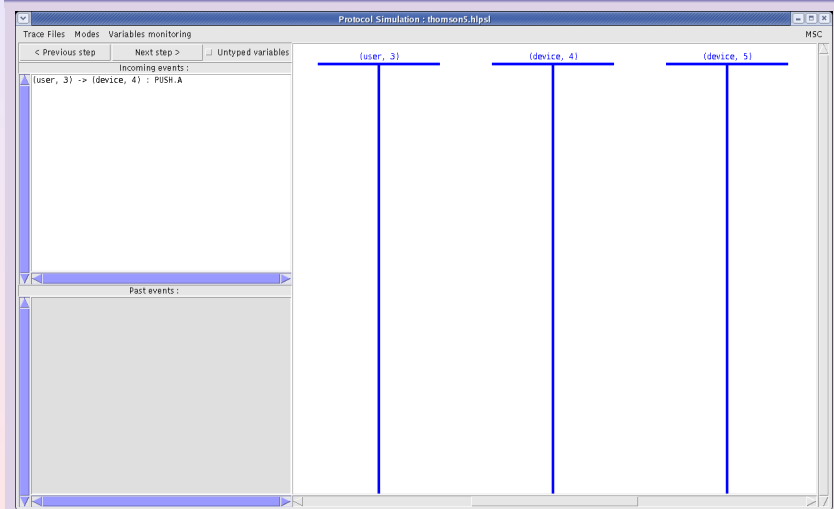 Protocol Simulation : thomson5.hlpsl
Trace Files Modes Variables monitoring MSC
< Previous step Next step > Untyped variables
Incoming events :
(user, 3) -> (device, 4) : PUSH.A
Past events :
(user, 3) (device, 4) (device, 5)